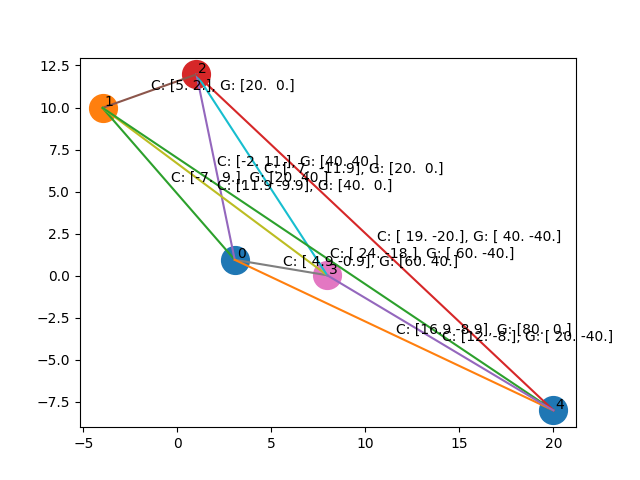 12.5
10.0
7.5
5.0
2.5
0.0
−2.5
−5.0
−7.5
2
C: [5. 2.], G: [20. 0.]
1
C: [-2. 11.], G: [40. 40.]
C: [ 7. -11.9], G: [20. 0.]
C: [-7. 9.], G: [20. 40.]
C: [11.9 -9.9], G: [40. 0.]
C: [ 19. -20.], G: [ 40. -40.]
0
C: [ 24. -18.], G: [ 60. -40.]
C: [ 4.9 -0.9], G: [60. 40.]
3
C: [16.9 -8.9], G: [80. 0.]
C: [12. -8.], G: [ 20. -40.]
4
−5 0 5 10 15 20